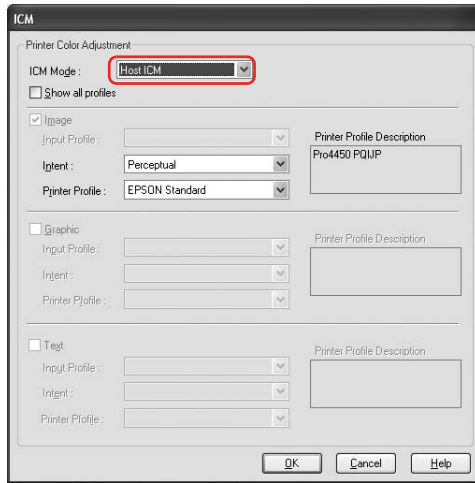 ICM
Printer Color Adjustment
ICM Mode : Host ICM
Show all profiles
Image
Input Profile :
Printer Profile Description
Intent : Perceptual
Pro4450 PQIJP
Printer Profile : EPSON Standard
Graphic
Input Profile :
Printer Profile Description
Intent :
Printer Profile :
Text
Input Profile :
Printer Profile Description
Intent :
Printer Profile :
OK Cancel Help